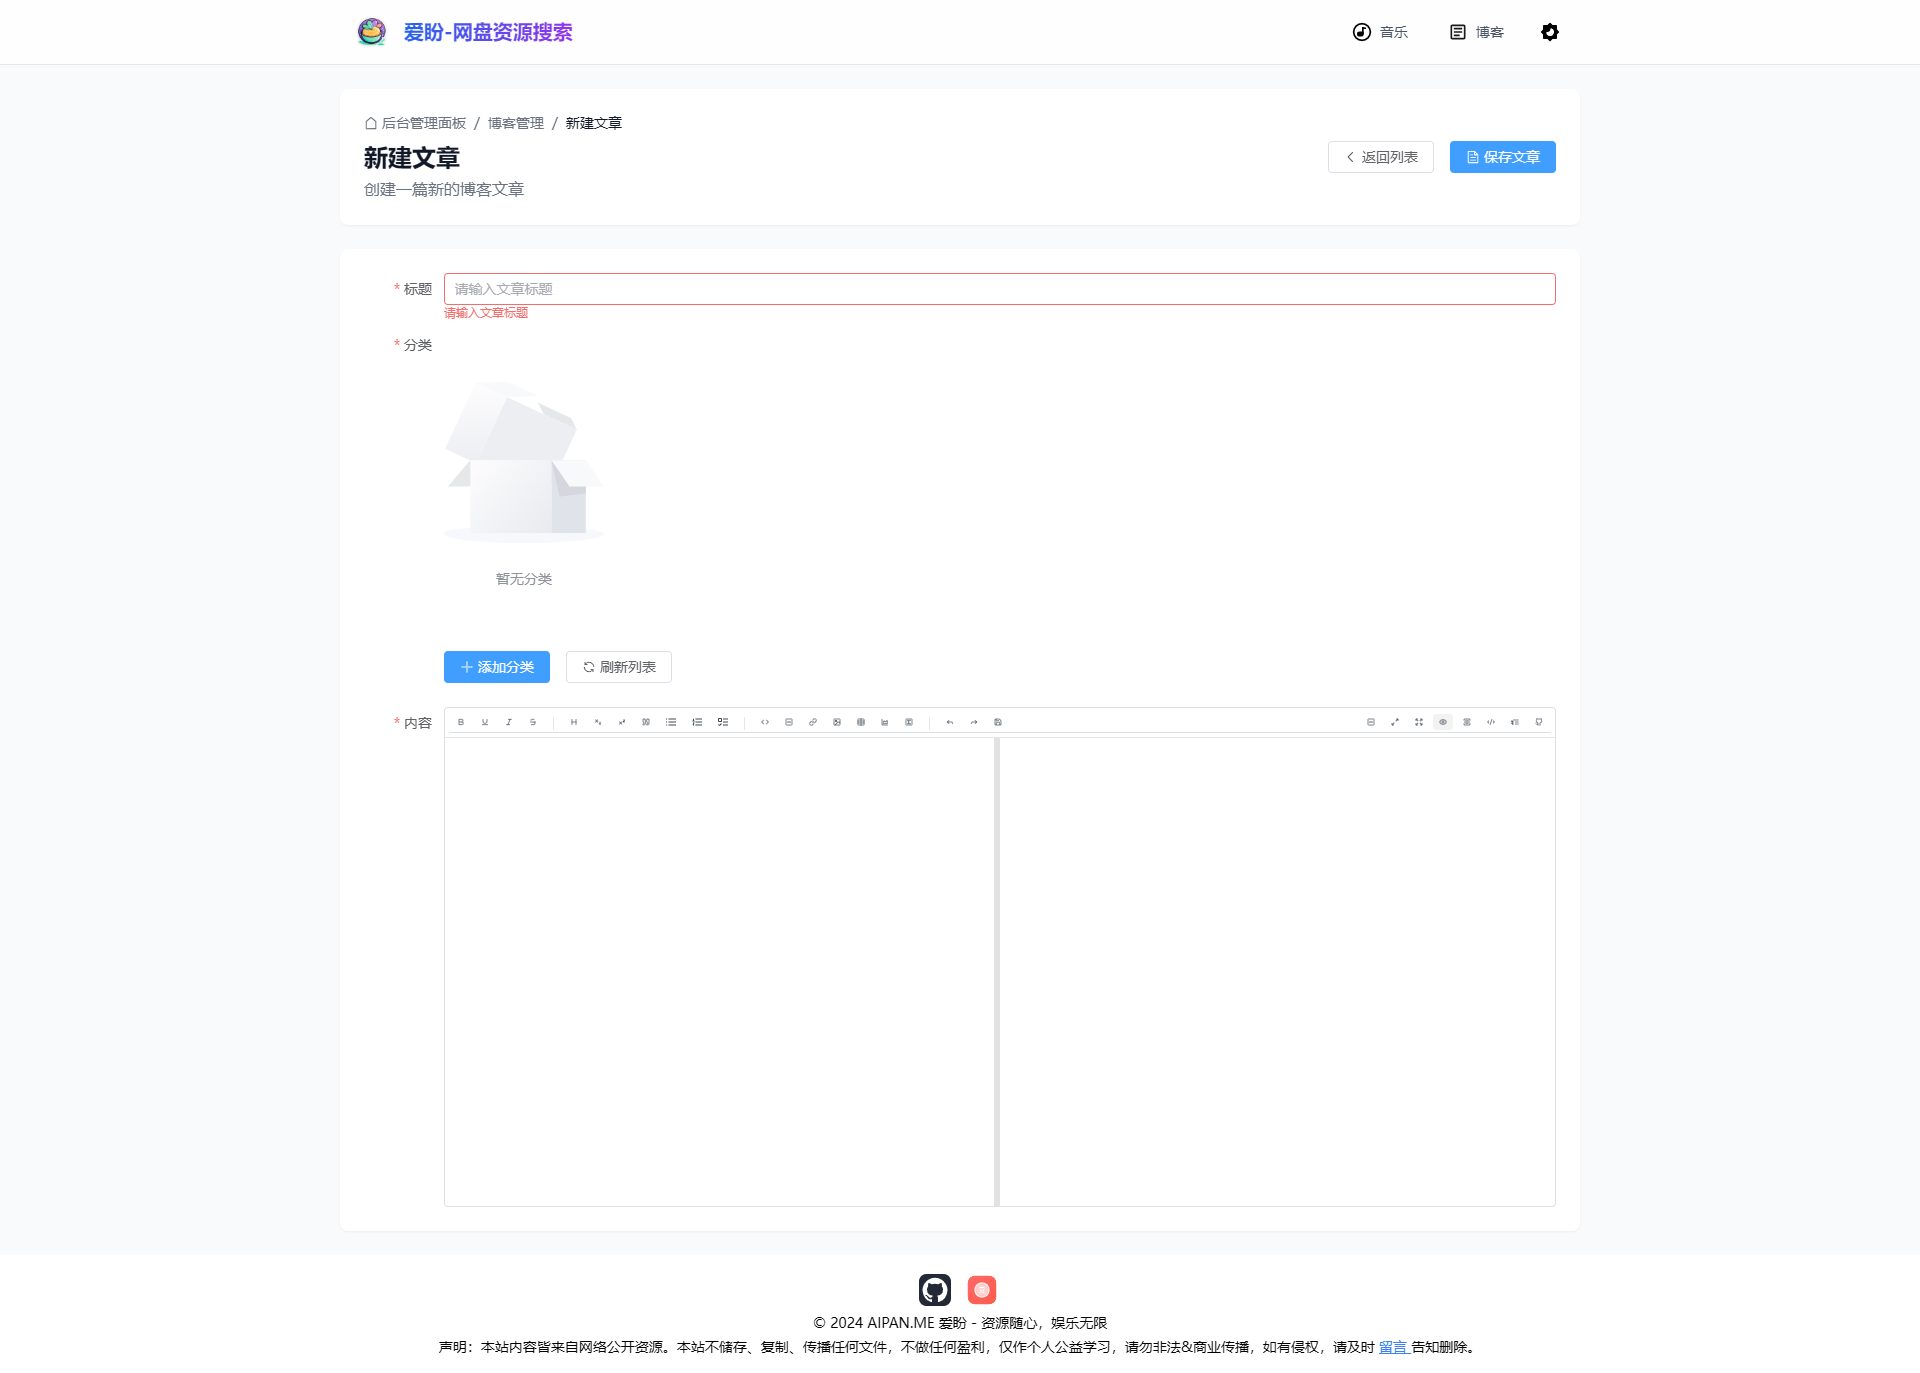 爱盼-网盘资源搜索
音乐
博客
后台管理面板 / 博客管理 / 新建文章
新建文章
创建一篇新的博客文章
返回列表
保存文章
* 标题
请输入文章标题
请输入文章标题
* 分类
暂无分类
添加分类
刷新列表
* 内容
© 2024 AIPAN.ME 爱盼 - 资源随心，娱乐无限
声明：本站内容皆来自网络公开资源。本站不储存、复制、传播任何文件，不做任何盈利，仅作个人公益学习，请勿非法&商业传播，如有侵权，请及时 留言 告知删除。